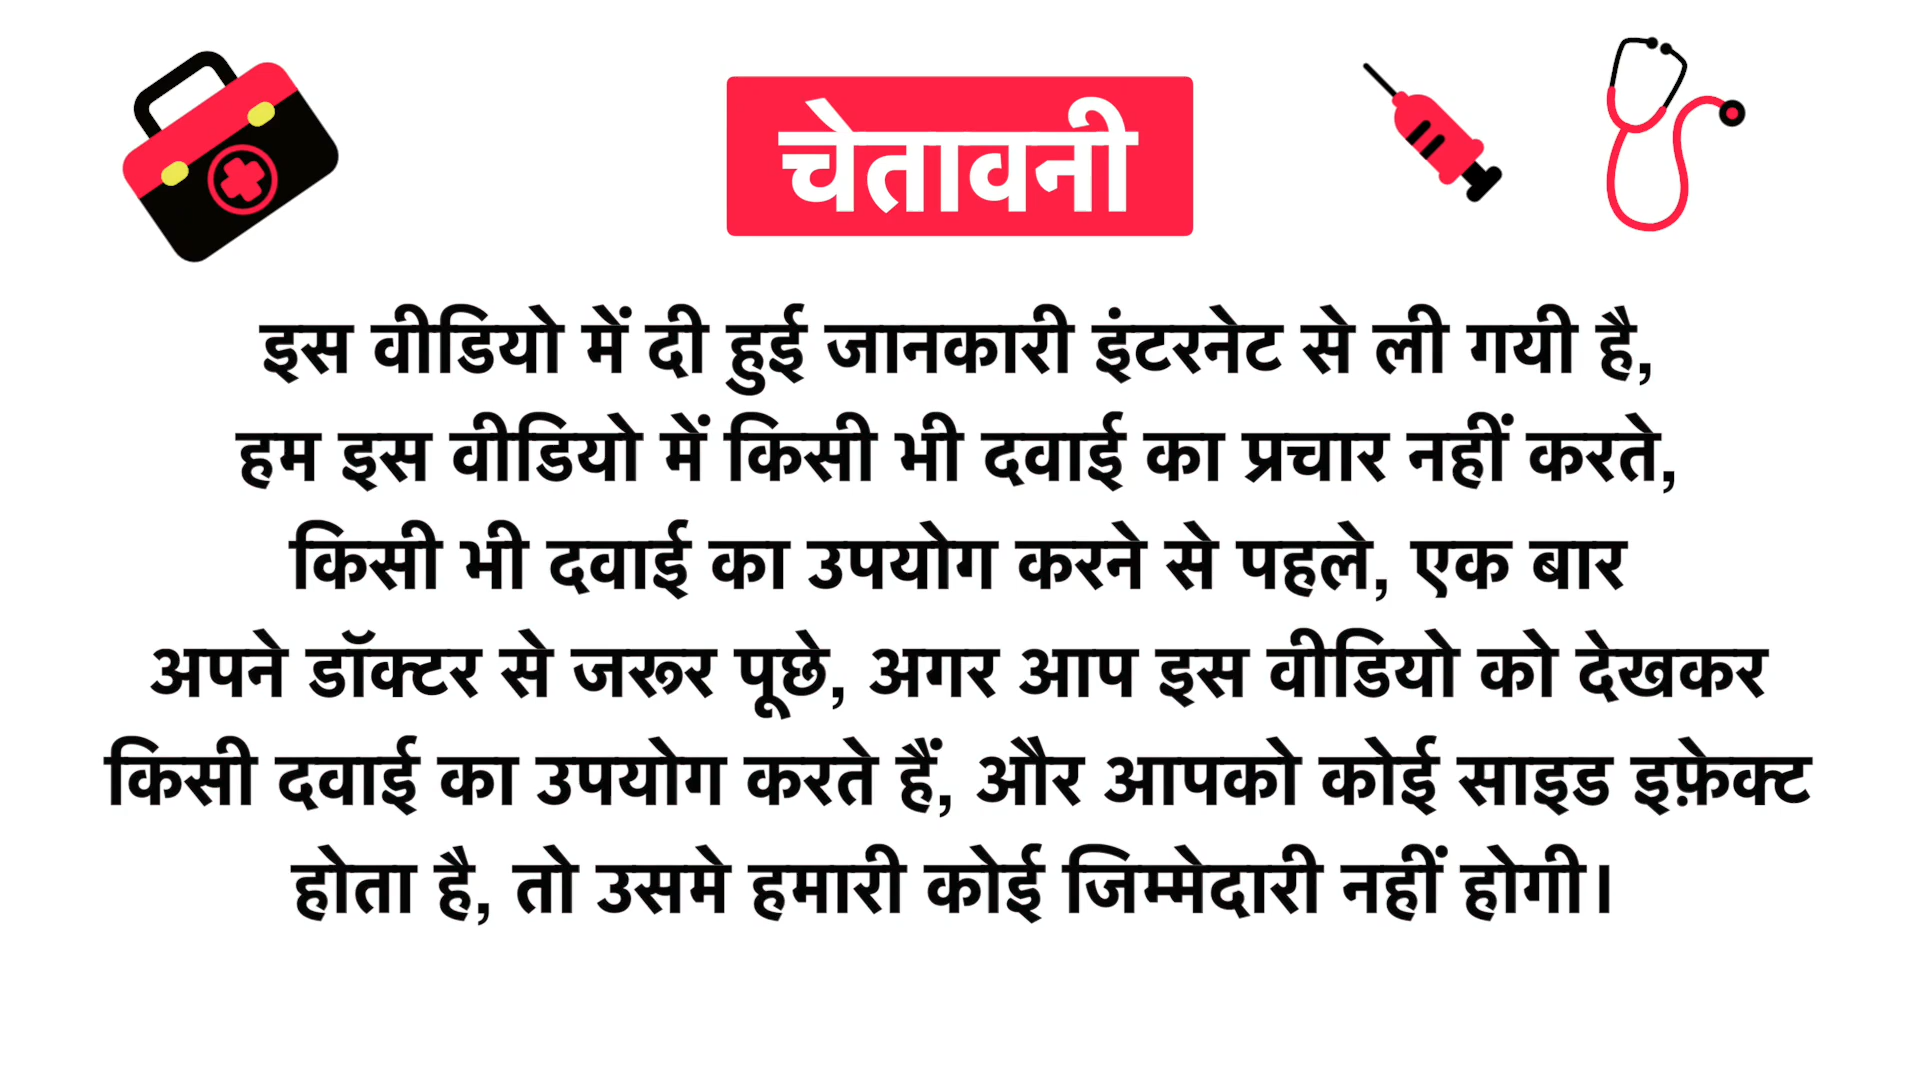 चेतावनी
इस वीडियो में दी हुई जानकारी इंटरनेट से ली गयी है,
हम इस वीडियो में किसी भी दवाई का प्रचार नहीं करते,
किसी भी दवाई का उपयोग करने से पहले, एक बार
अपने डॉक्टर से जरूर पूछे, अगर आप इस वीडियो को देखकर
किसी दवाई का उपयोग करते हैं, और आपको कोई साइड इफ़ेक्ट
होता है, तो उसमे हमारी कोई जिम्मेदारी नहीं होगी।